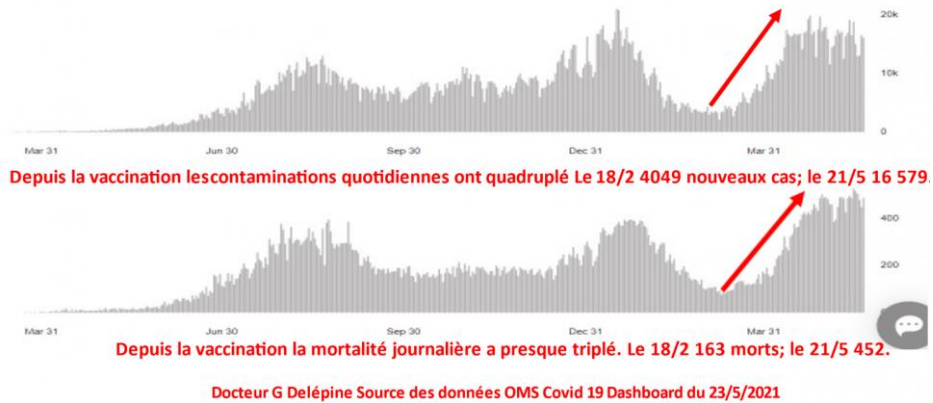 20k
10k
0
Mar 31 Jun 30 Sep 30 Dec 31 Mar 31
Depuis la vaccination lescontaminations quotidiennes ont quadruplé Le 18/2 4049 nouveaux cas; le 21/5 16 579.
400
200
0
Mar 31 Jun 30 Sep 30 Dec 31 Mar 31
Depuis la vaccination la mortalité journalière a presque triplé. Le 18/2 163 morts; le 21/5 452.
Docteur G Delépine Source des données OMS Covid 19 Dashboard du 23/5/2021